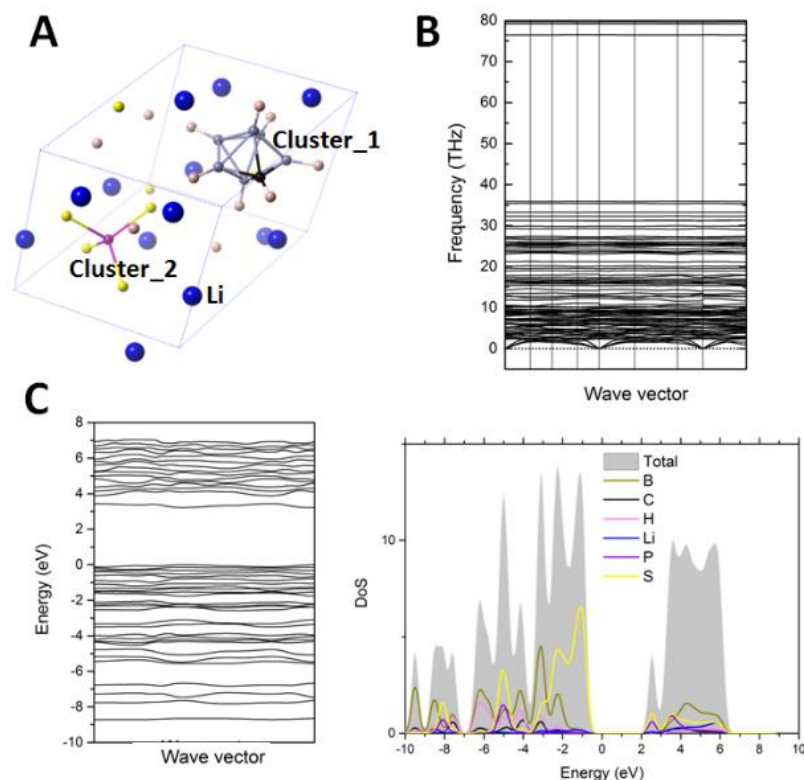 A
Cluster_1
Cluster_2
Li
B
80
70
60
50
40
30
20
10
0
Frequency (THz)
Wave vector
C
8
6
4
2
0
-2
-4
-6
-8
-10
Energy (eV)
Wave vector
Total
B
C
H
Li
P
S
10
0
DoS
-10 -8 -6 -4 -2 0 2 4 6 8 10
Energy (eV)